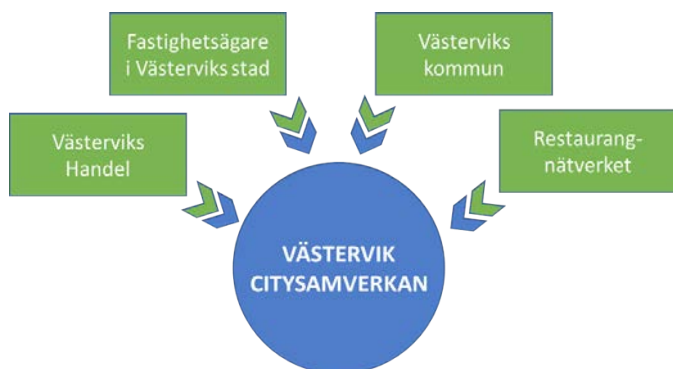 Fastighetsägare
i Västerviks stad
Västerviks
kommun
Västerviks
Handel
Restaurang-
nätverket
VÄSTERVIK
CITYSAMVERKAN